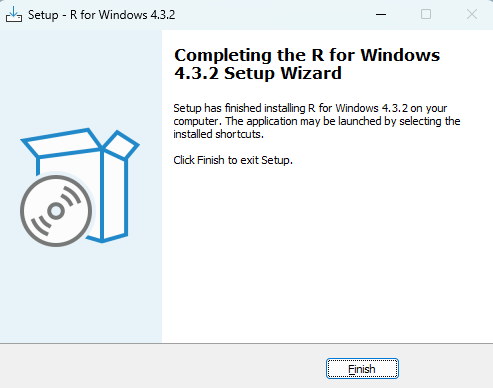 Setup - R for Windows 4.3.2
Completing the R for Windows
4.3.2 Setup Wizard
Setup has finished installing R for Windows 4.3.2 on your
computer. The application may be launched by selecting the
installed shortcuts.
Click Finish to exit Setup.
Finish